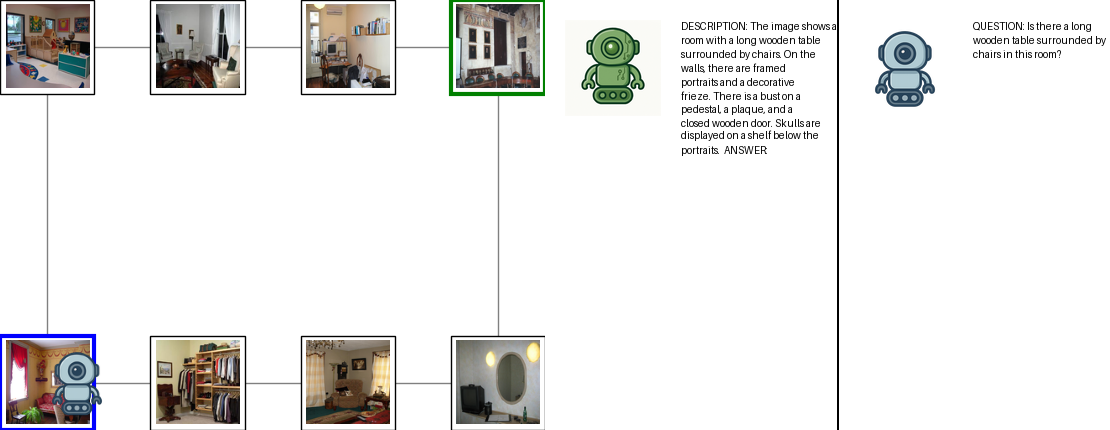 DESCRIPTION: The image shows a
room with a long wooden table
surrounded by chairs. On the
walls, there are framed
portraits and a decorative
frieze. There is a bust on a
pedestal, a plaque, and a
closed wooden door. Skulls are
displayed on a shelf below the
portraits. ANSWER:
QUESTION: Is there a long
wooden table surrounded by
chairs in this room?